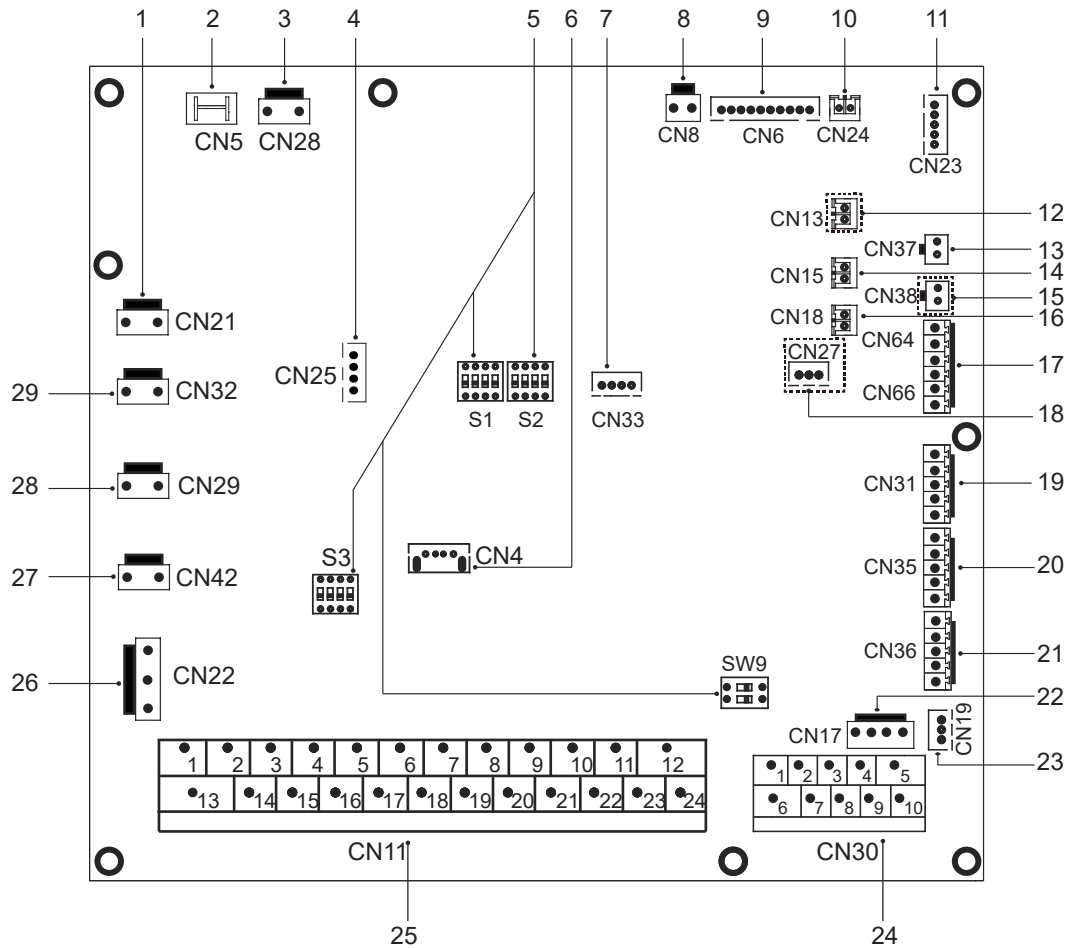 1 2 3 4 5 6 7 8 9 10 11
CN5 CN28 CN8 CN6 CN24
CN23
CN13 12
CN37 13
CN15 14
CN38 15
CN21 CN18 16
CN64
CN27
CN25 17
29 CN32 CN66
S1 S2 CN33 18
28 CN29 CN31 19
S3 CN4
27 CN42 CN35 20
CN36 21
SW9
26 CN22
22
CN17 CN19
23
1 2 3 4 5 6 7 8 9 10 11 12
13 14 15 16 17 18 19 20 21 22 23 24
1 2 3 4 5
6 7 8 9 10
CN11 CN30
25 24